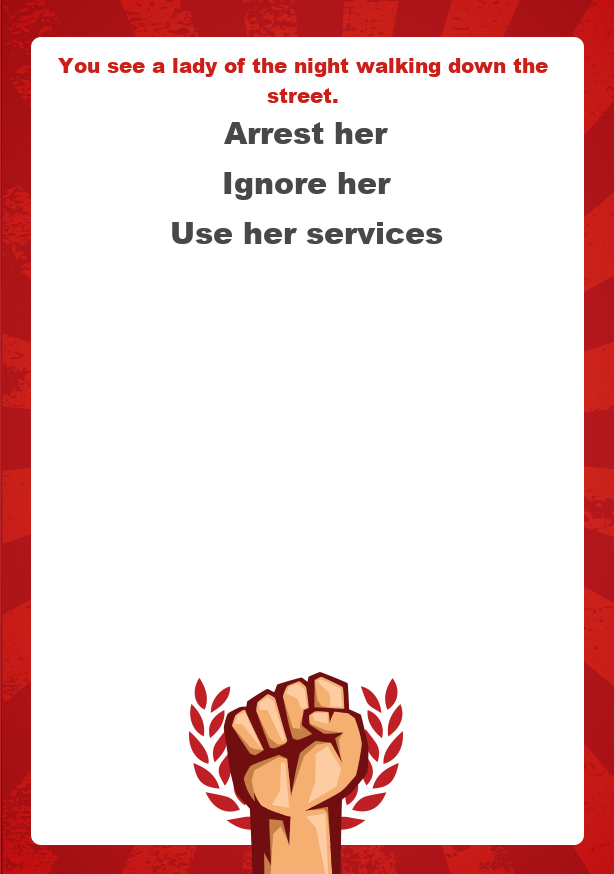 You see a lady of the night walking down the
street.
Arrest her
Ignore her
Use her services